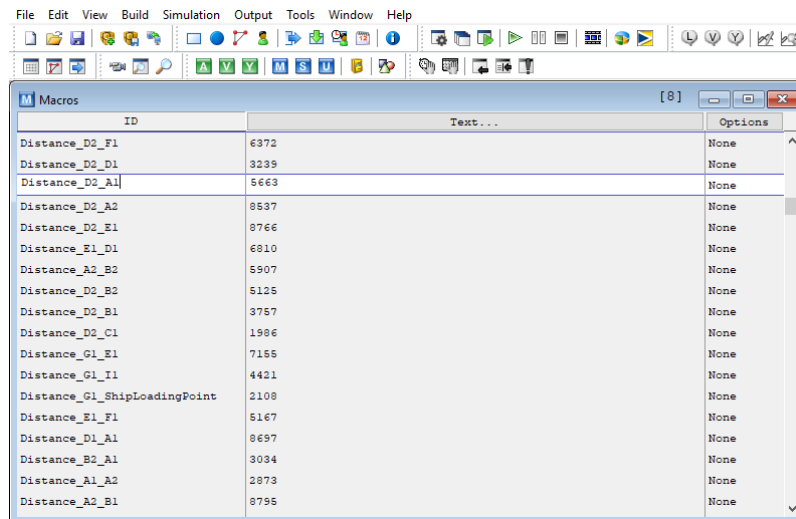 File Edit View Build Simulation Output Tools Window Help
L V Y
A V Y M S U
M Macros [8]
ID Text... Options
Distance_D2_F1 6372 None
Distance_D2_D1 3239 None
Distance_D2_A1 5663 None
Distance_D2_A2 8537 None
Distance_D2_E1 8766 None
Distance_E1_D1 6810 None
Distance_A2_B2 5907 None
Distance_D2_B2 5125 None
Distance_D2_B1 3757 None
Distance_D2_C1 1986 None
Distance_G1_E1 7155 None
Distance_G1_I1 4421 None
Distance_G1_ShipLoadingPoint 2108 None
Distance_E1_F1 5167 None
Distance_D1_A1 8697 None
Distance_B2_A1 3034 None
Distance_A1_A2 2873 None
Distance_A2_B1 8795 None